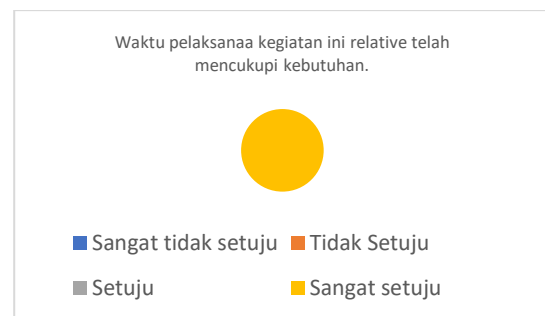 Waktu pelaksanaa kegiatan ini relative telah
mencukupi kebutuhan.
Sangat tidak setuju
Tidak Setuju
Setuju
Sangat setuju